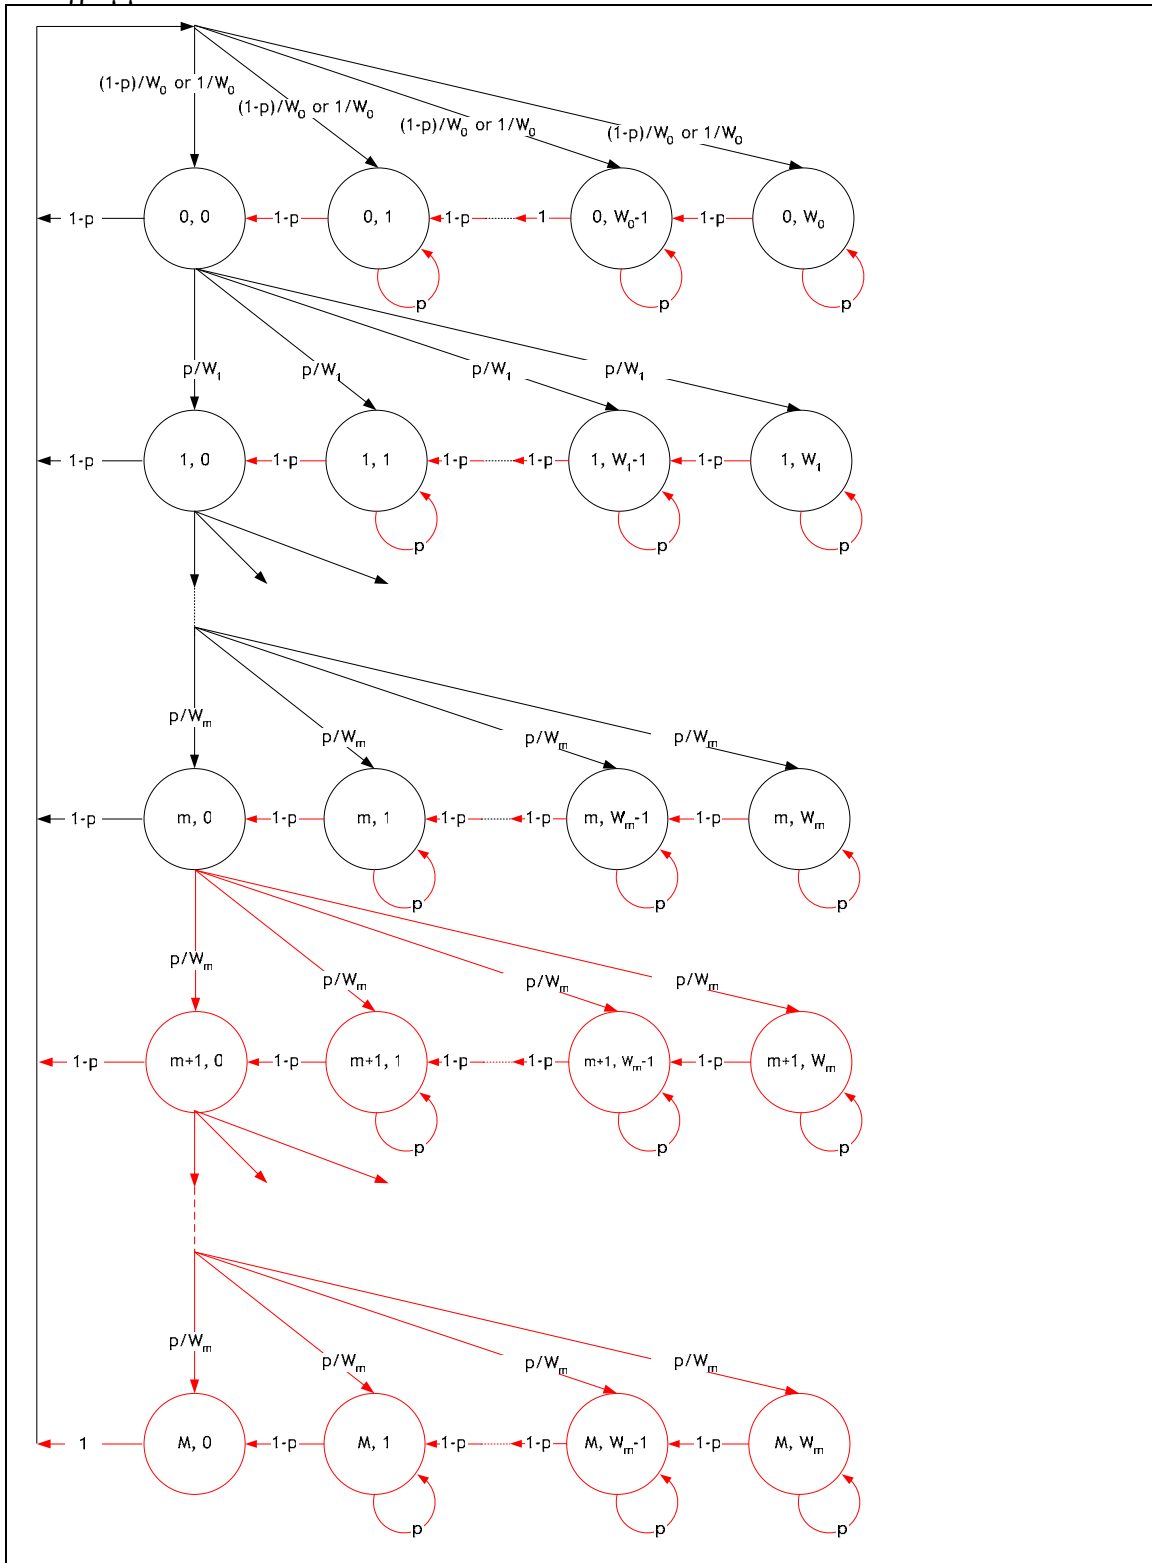 (1-p)/W0 or 1/W0
(1-p)/W0 or 1/W0
(1-p)/W0 or 1/W0
(1-p)/W0 or 1/W0
1-p 0, 0 1-p 0, 1 1-p 1 0, W0-1 1-p 0, W0
p p p
p/W1 p/W1 p/W1 p/W1
1-p 1, 0 1-p 1, 1 1-p 1-p 1, W1-1 1-p 1, W1
p p p
p/Wm p/Wm p/Wm p/Wm
1-p m, 0 1-p m, 1 1-p 1-p m, Wm-1 1-p m, Wm
p p p
p/Wm p/Wm p/Wm p/Wm
1-p m+1, 0 1-p m+1, 1 1-p 1-p m+1, Wm-1 1-p m+1, Wm
p p p
p/Wm p/Wm p/Wm p/Wm
1 M, 0 1-p M, 1 1-p 1-p M, Wm-1 1-p M, Wm
p p p